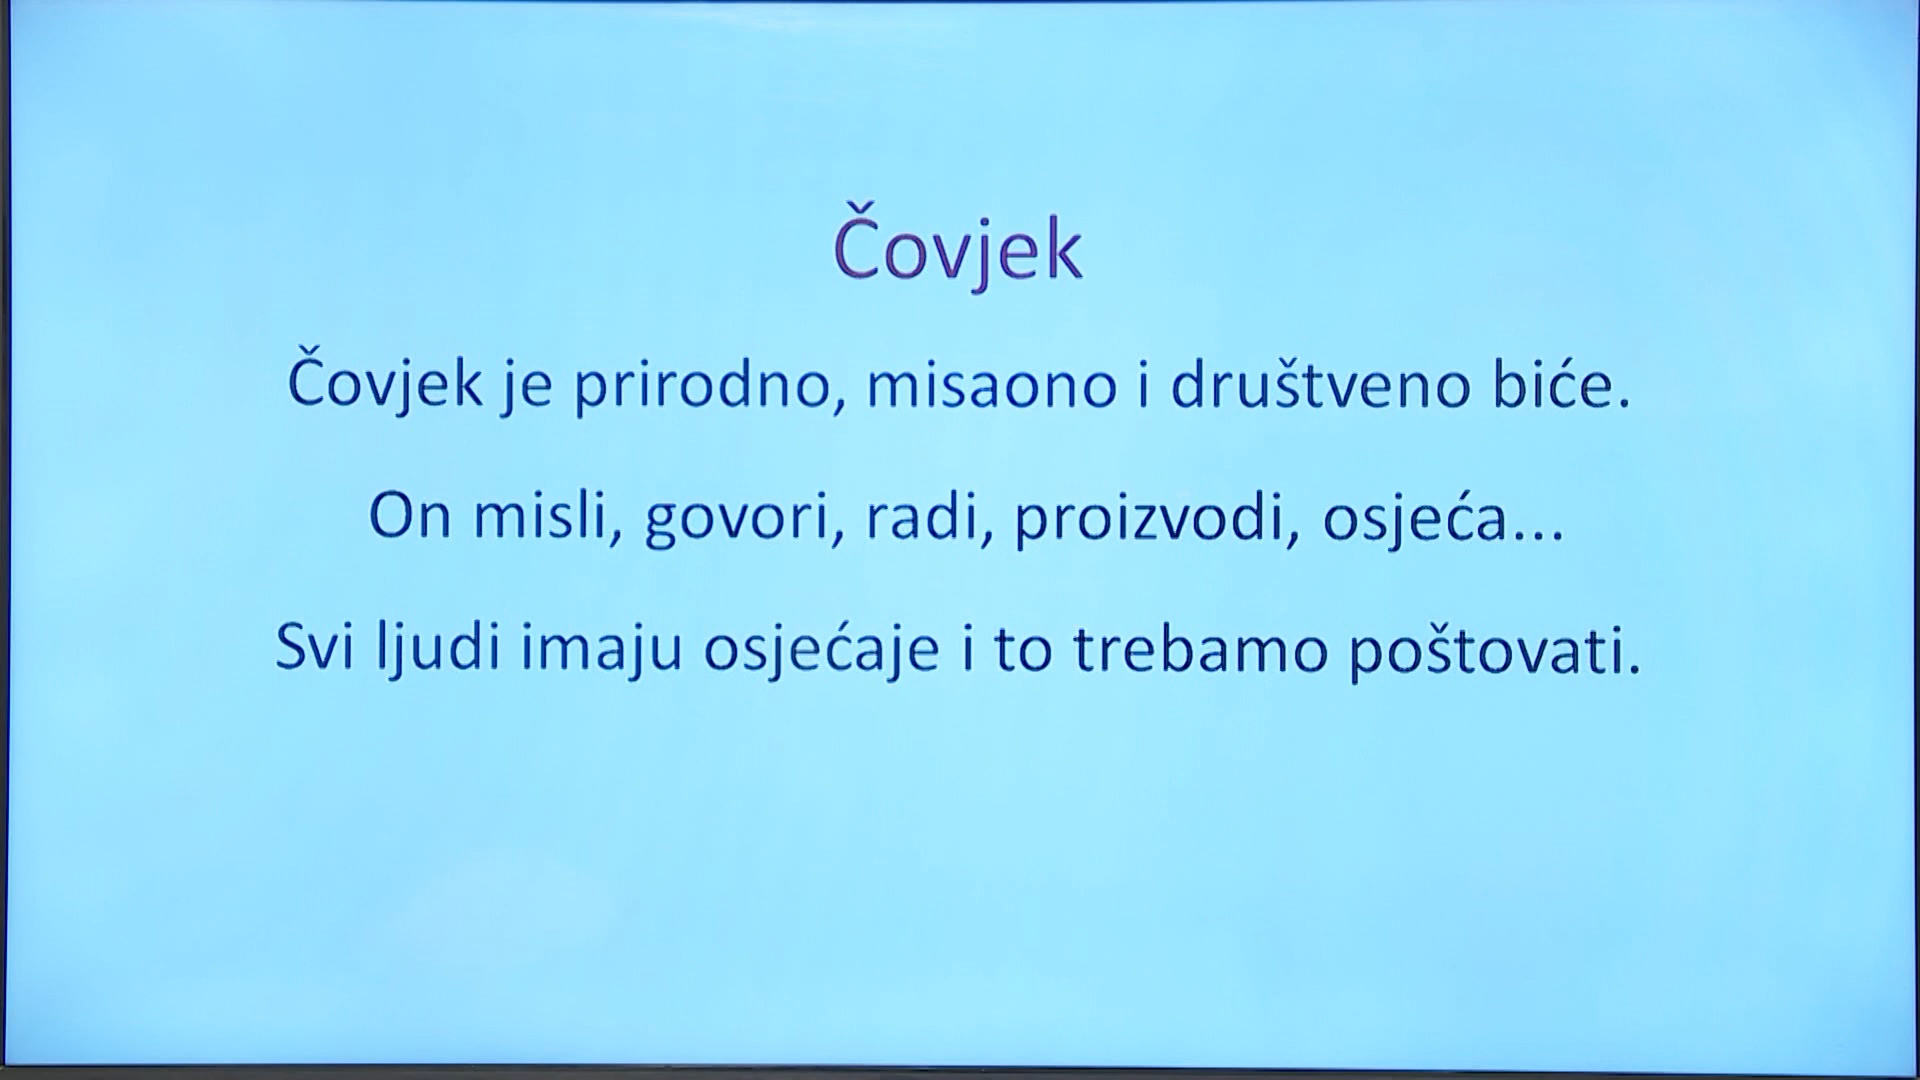 Čovjek
Čovjek je prirodno, misaono i društveno biće.
On misli, govori, radi, proizvodi, osjeća...
Svi ljudi imaju osjećaje i to trebamo poštovati.